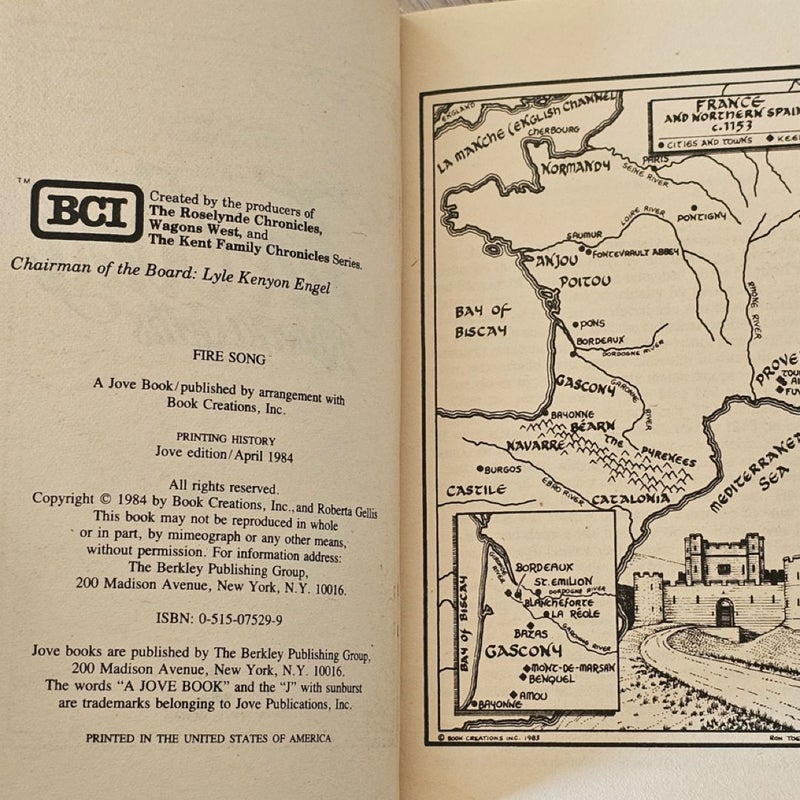 TM
BCI
Created by the producers of
The Roselynde Chronicles,
Wagons West, and
The Kent Family Chronicles Series.
Chairman of the Board: Lyle Kenyon Engel
FIRE SONG
A Jove Book/published by arrangement with
Book Creations, Inc.
PRINTING HISTORY
Jove edition/April 1984
All rights reserved.
Copyright © 1984 by Book Creations, Inc., and Roberta Gellis
This book may not be reproduced in whole
or in part, by mimeograph or any other means,
without permission. For information address:
The Berkley Publishing Group,
200 Madison Avenue, New York, N.Y. 10016.
ISBN: 0-515-07529-9
Jove books are published by The Berkley Publishing Group,
200 Madison Avenue, New York, N.Y. 10016.
The words "A JOVE BOOK" and the "J" with sunburst
are trademarks belonging to Jove Publications, Inc.
PRINTED IN THE UNITED STATES OF AMERICA
FRANCE
AND NORTHERN SPAIN
c.1153
CITIES AND TOWNS
ENGLAND
LA MANCHE (ENGLISH CHANNEL)
CHERBOURG
NORMANDY
PARIS
SEINE RIVER
PONTIGNY
LOIRE RIVER
SAUMUR
FONTEVRAULT ABBEY
ANJOU
POITOU
RHONE RIVER
BAY OF
BISCAY
PONS
BORDEAUX
DORDOGNE RIVER
GASCONY
GARONNE
RIVER
BAYONNE
BÉARN
NAVARRE
THE PYRENEES
BURGOS
CASTILE
EBRO RIVER
CATALONIA
MEDITERRANEAN
SEA
BORDEAUX
ST. EMILION
DORDOGNE RIVER
BLANCHEFORTE
LA RÉOLE
BAZAS
GARONNE RIVER
BAY OF BISCAY
GASCONY
MONT-DE-MARSAN
BENQUEL
AMOU
BAYONNE
© BOOK CREATIONS INC. 1983
RON